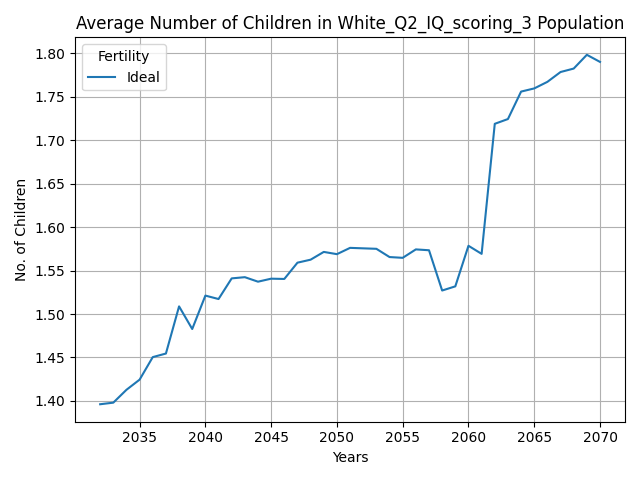 Average Number of Children in White_Q2_IQ_scoring_3 Population
Fertility
Ideal
No. of Children
1.80
1.75
1.70
1.65
1.60
1.55
1.50
1.45
1.40
2035 2040 2045 2050 2055 2060 2065 2070
Years